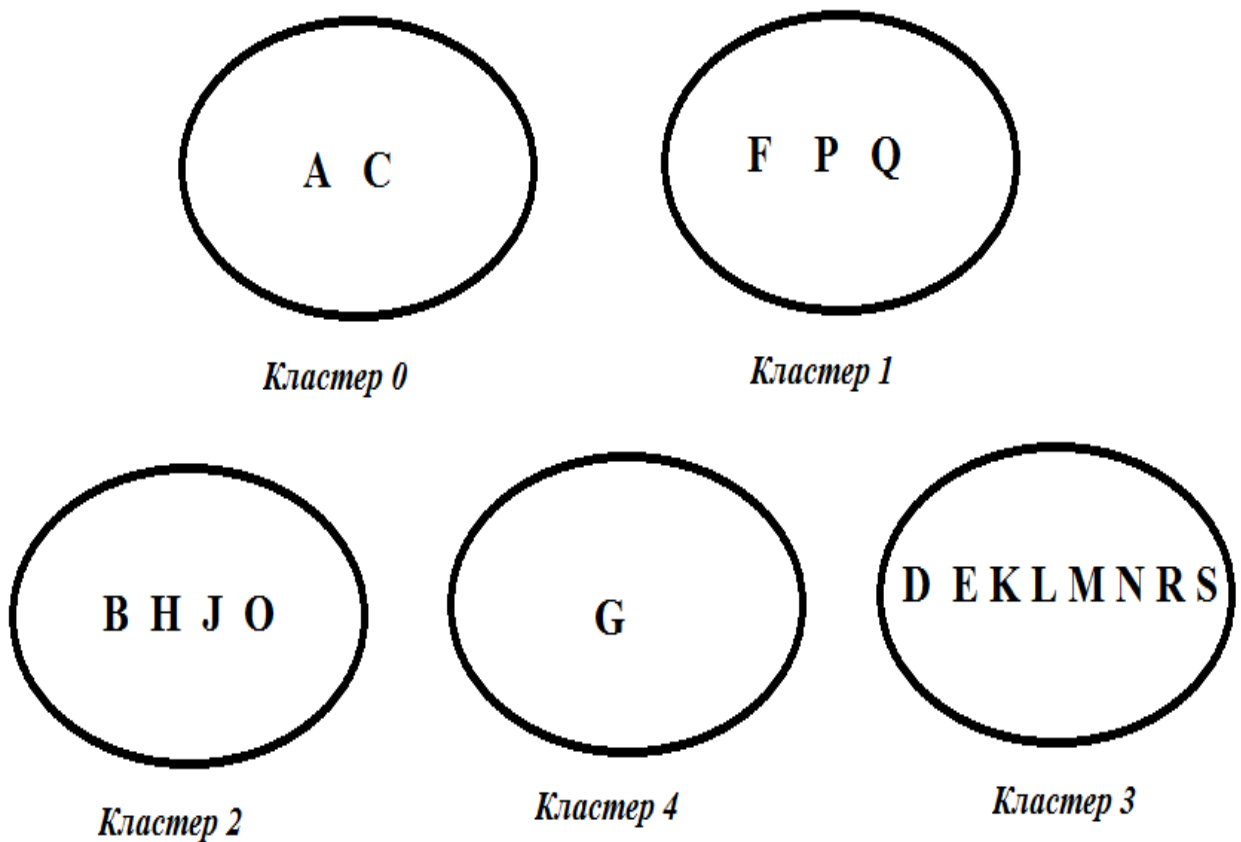 A C
F P Q
Кластер 0
Кластер 1
B H J O
G
D E K L M N R S
Кластер 2
Кластер 4
Кластер 3